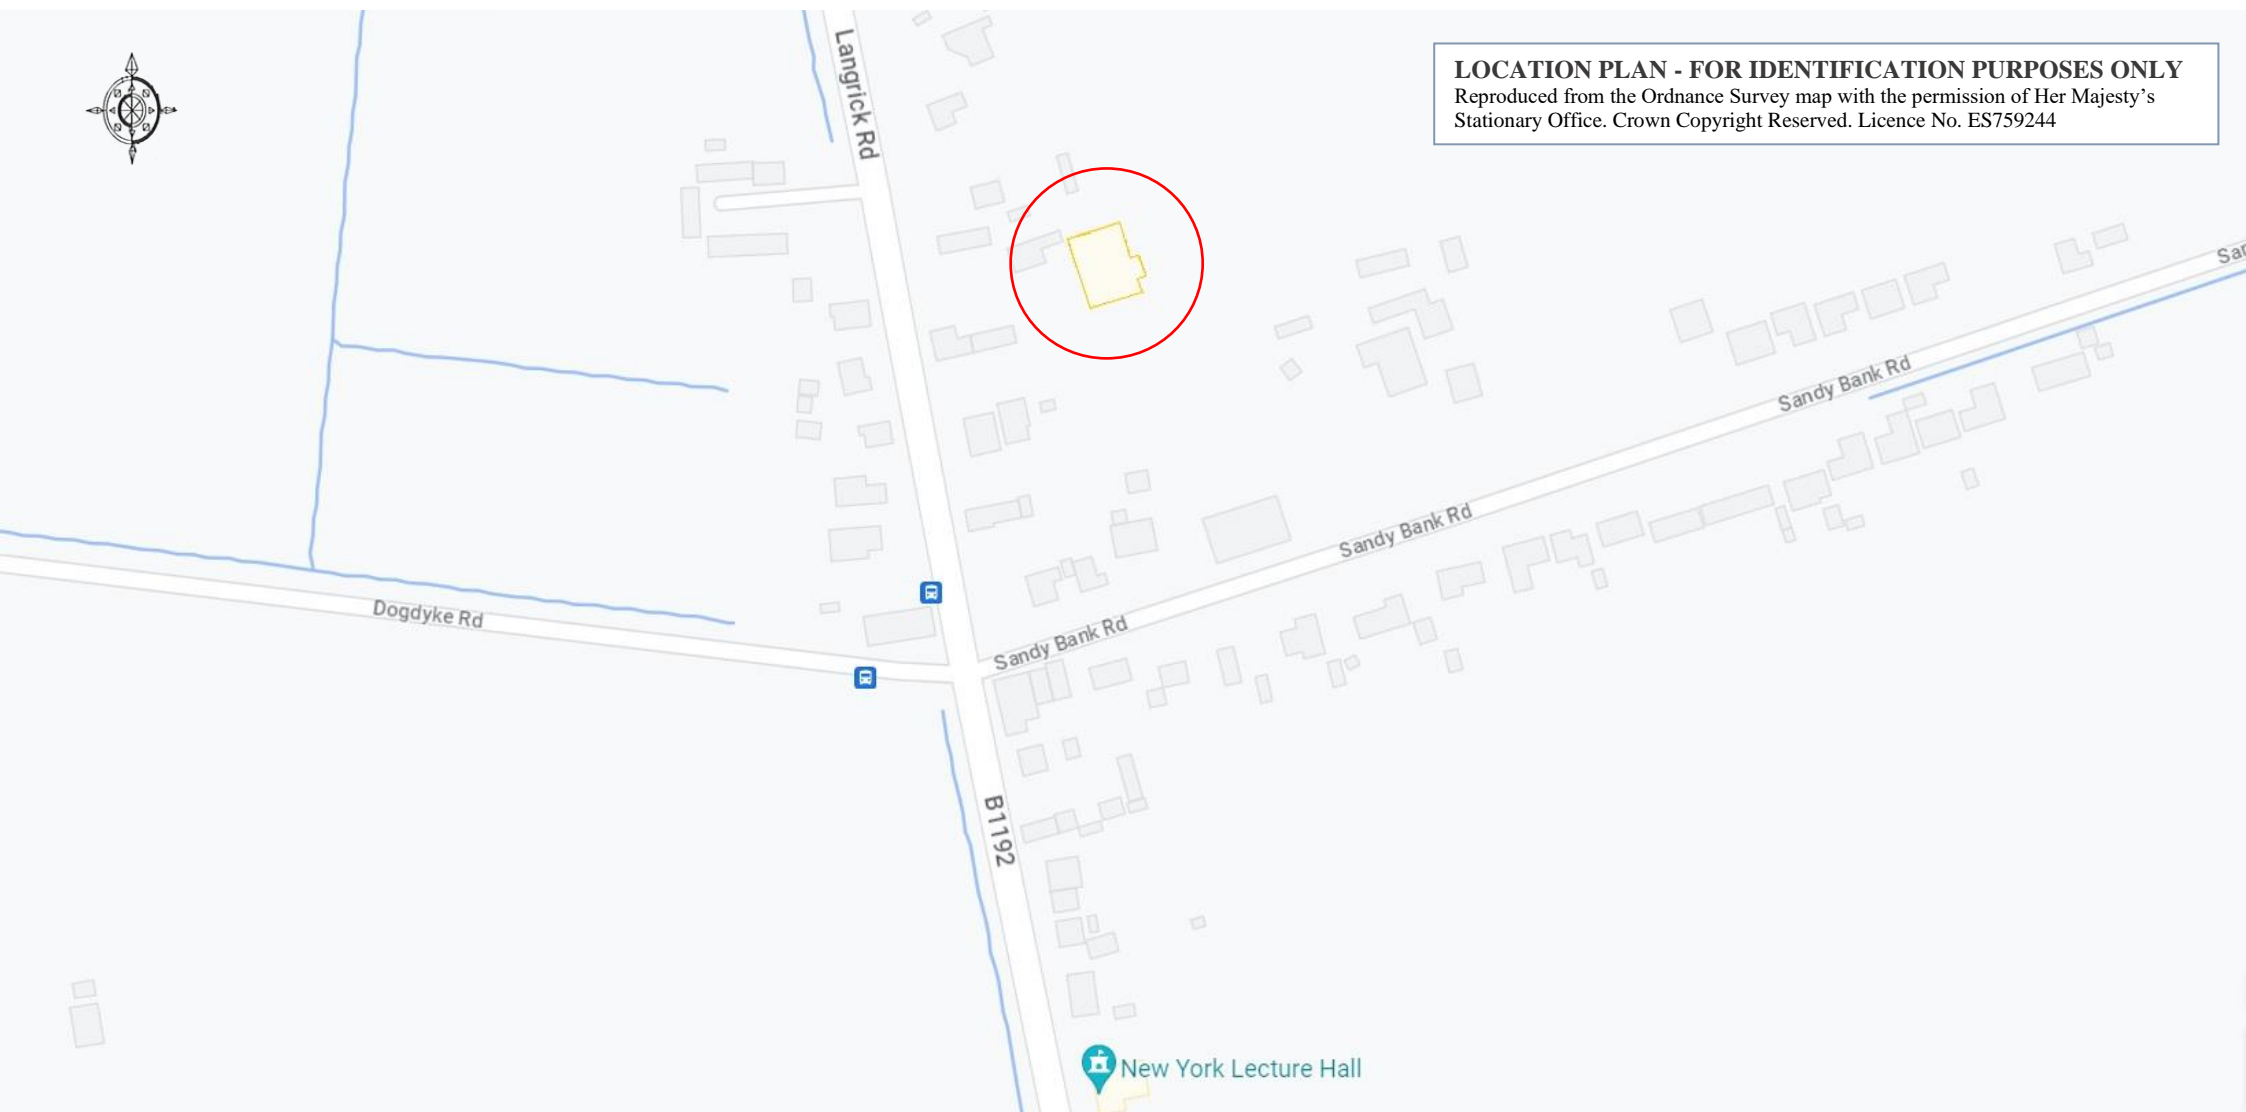 LOCATION PLAN - FOR IDENTIFICATION PURPOSES ONLY
Reproduced from the Ordnance Survey map with the permission of Her Majesty’s
Stationary Office. Crown Copyright Reserved. Licence No. ES759244
Langrick Rd
Sar
Sandy Bank Rd
Sandy Bank Rd
Dogdyke Rd
Sandy Bank Rd
B1192
New York Lecture Hall